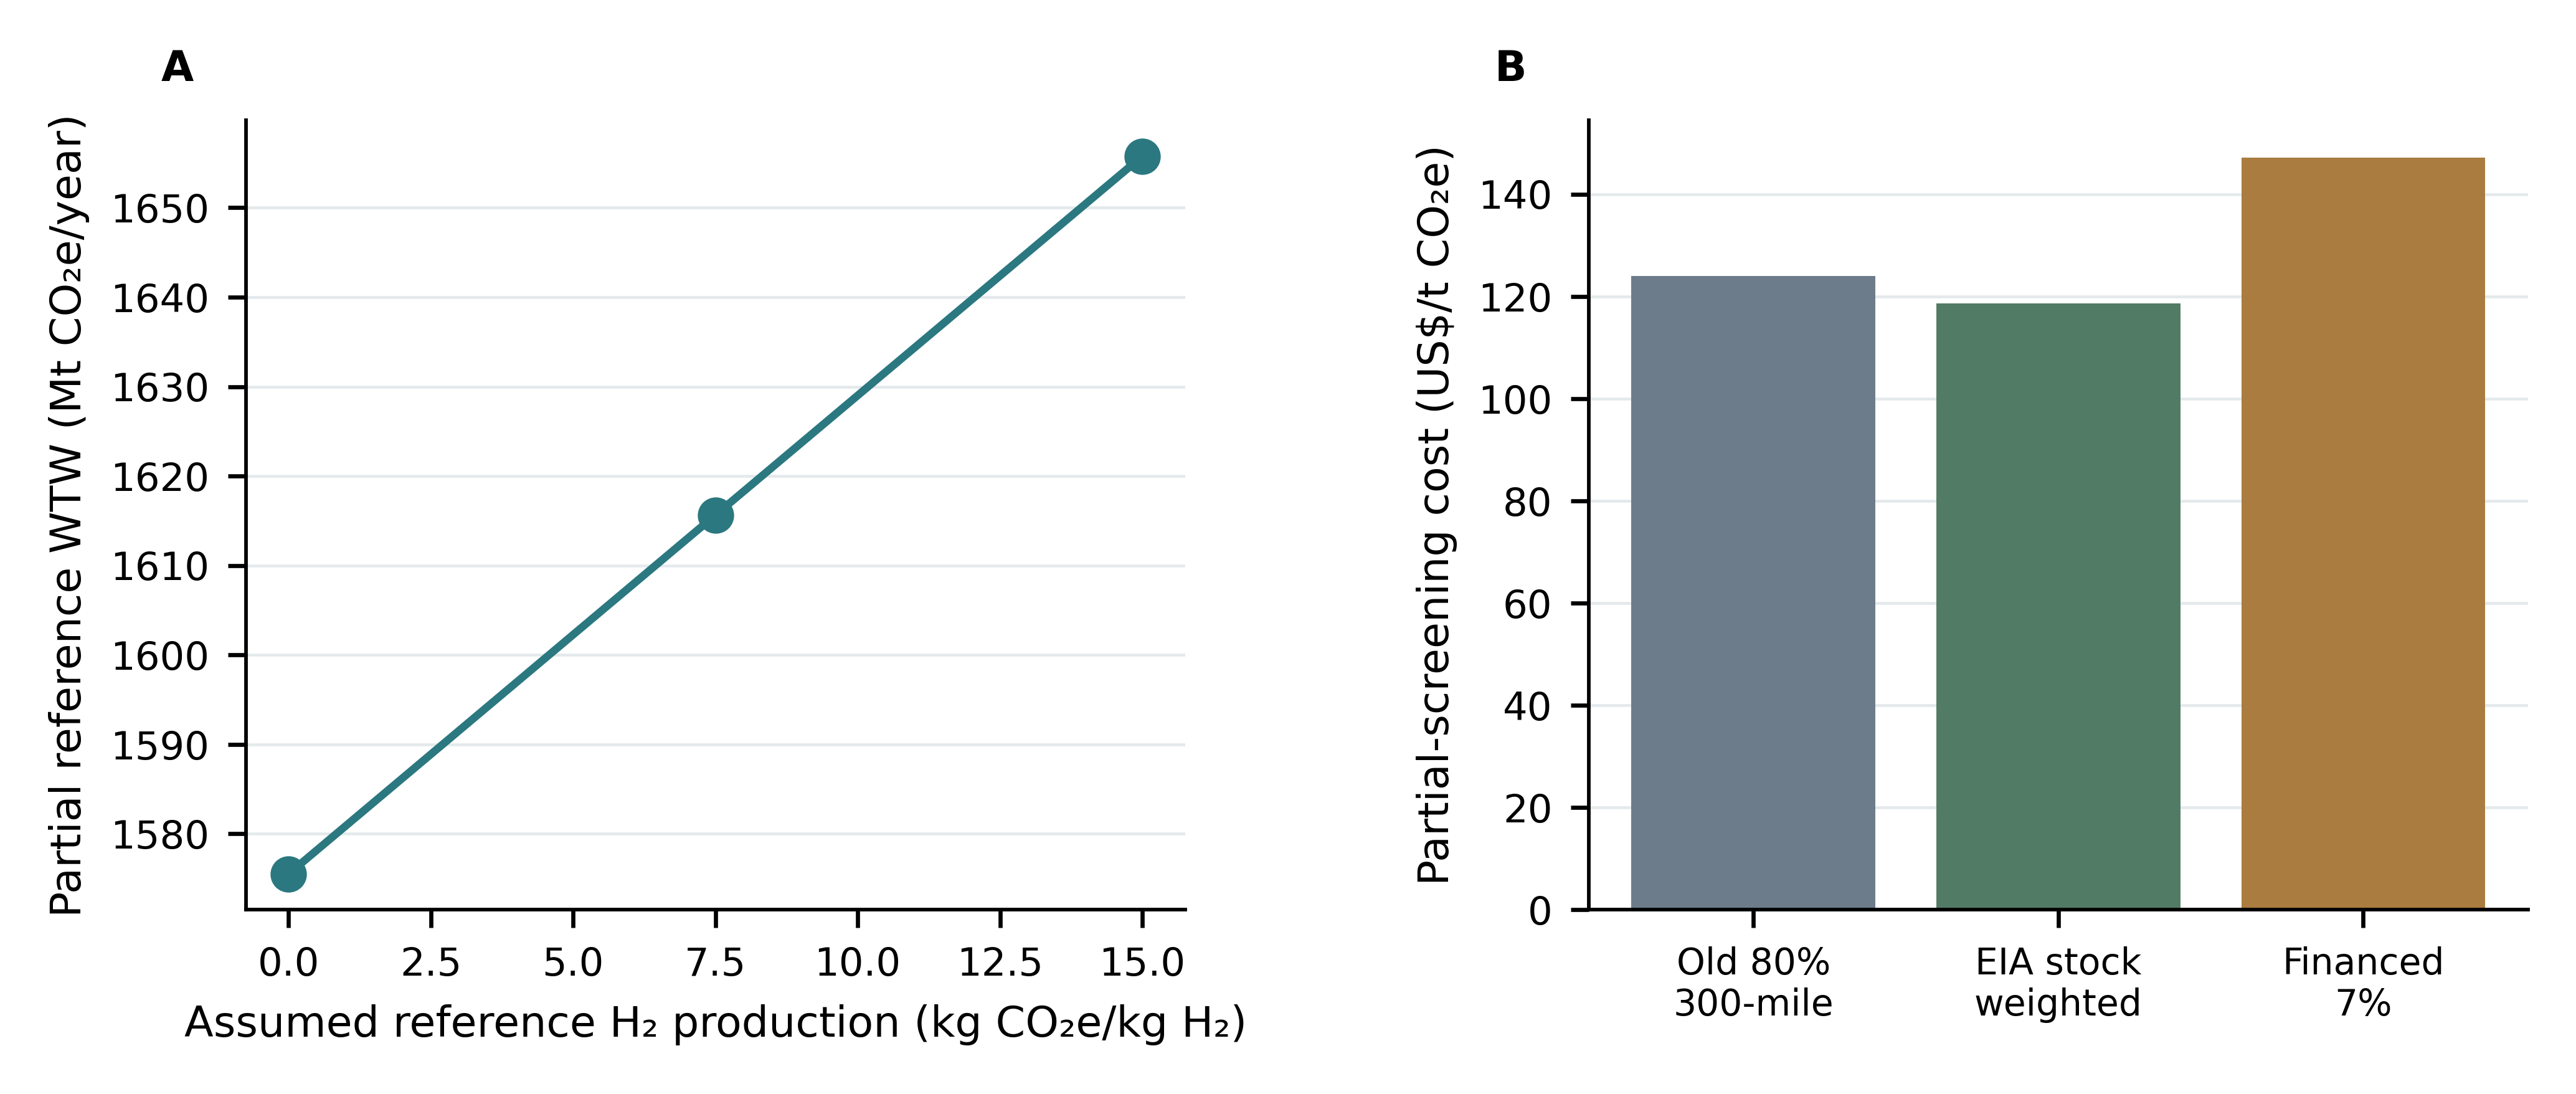 A
Partial reference WTW (Mt CO₂e/year)
1650
1640
1630
1620
1610
1600
1590
1580
0.0 2.5 5.0 7.5 10.0 12.5 15.0
Assumed reference H₂ production (kg CO₂e/kg H₂)
B
Partial-screening cost (US$/t CO₂e)
140
120
100
80
60
40
20
0
Old 80%
300-mile
EIA stock
weighted
Financed
7%